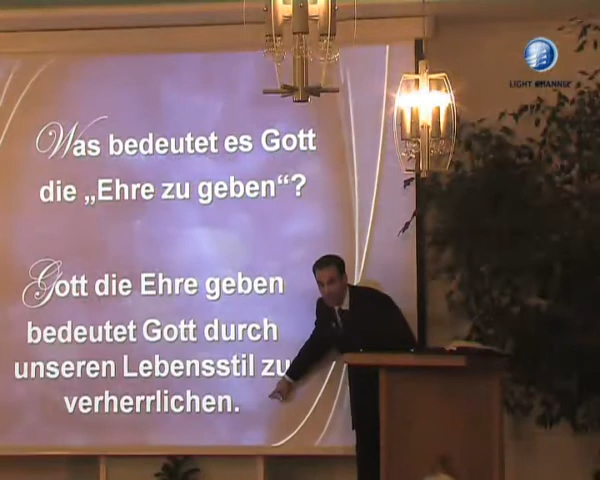 LIGHT CHANNEL
Was bedeutet es Gott
die „Ehre zu geben“?
Gott die Ehre geben
bedeutet Gott durch
unseren Lebensstil zu
verherrlichen.